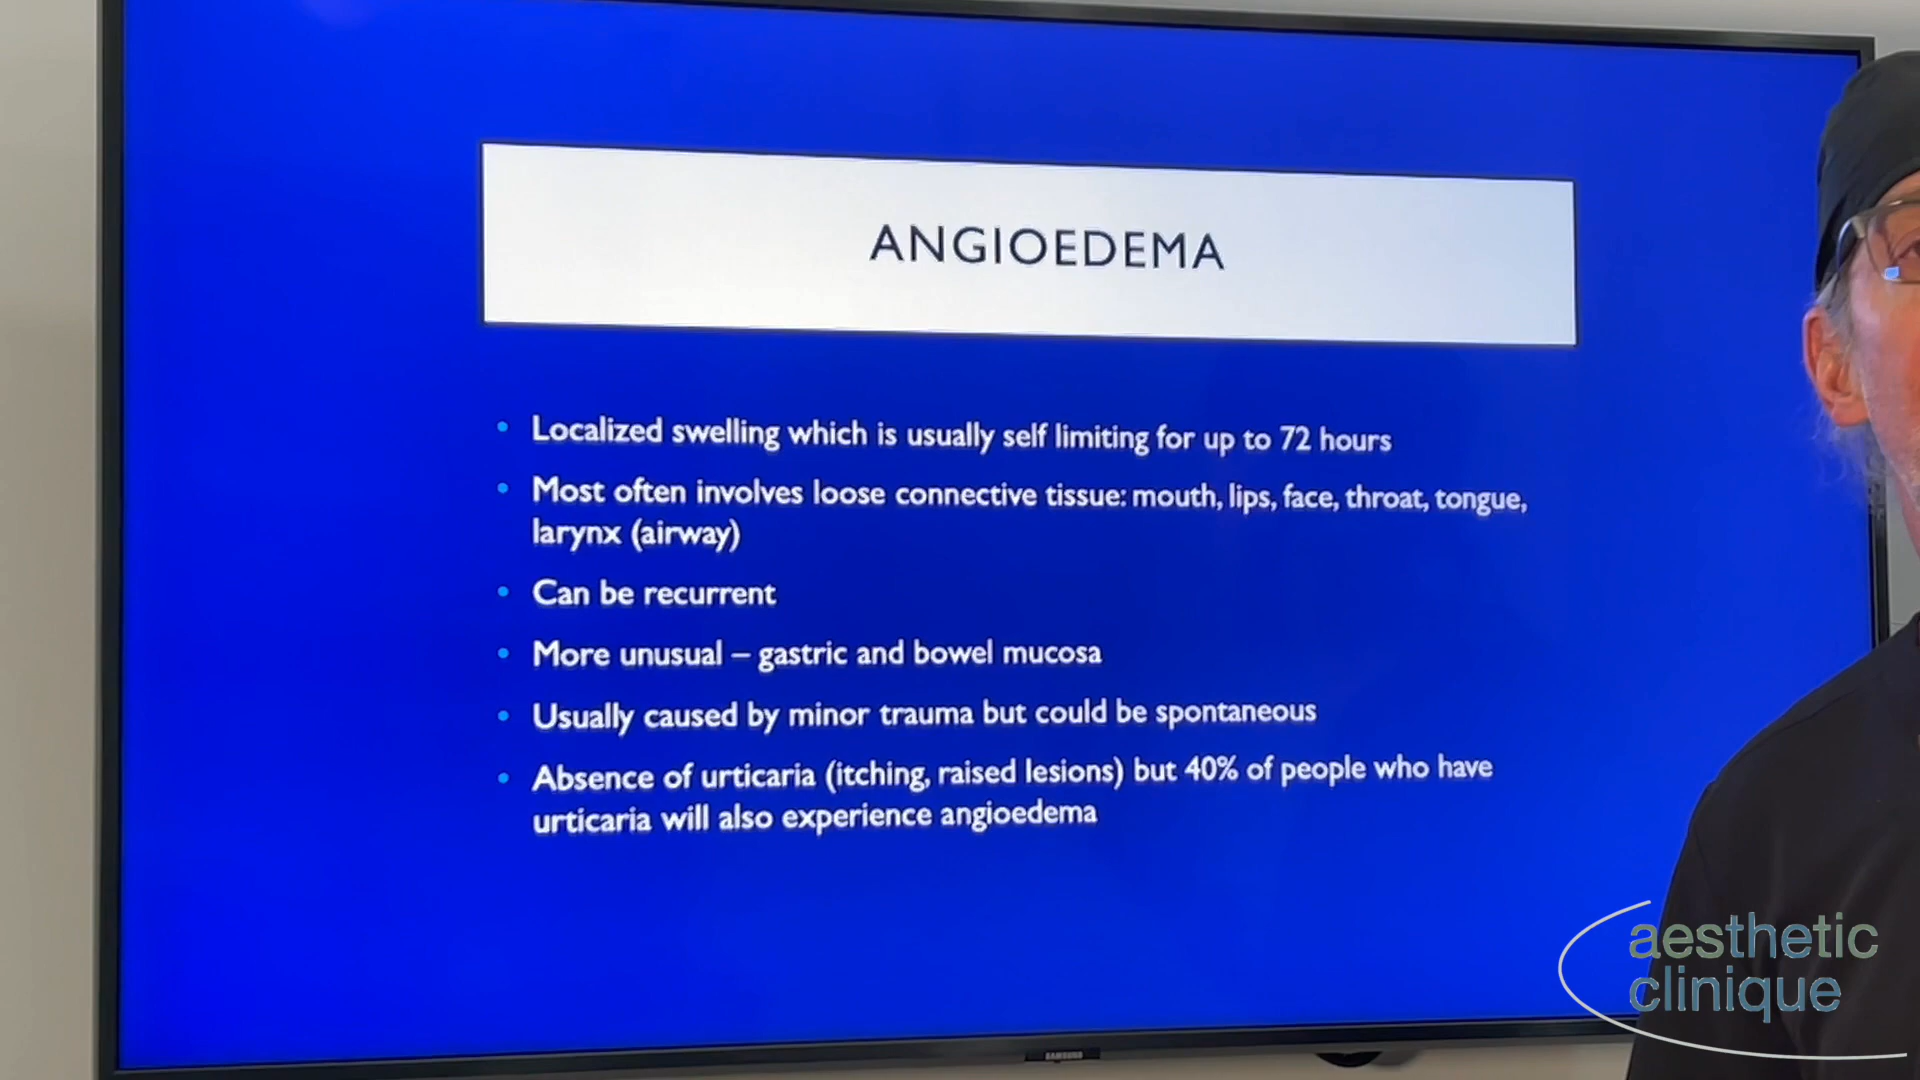 ANGIOEDEMA
• Localized swelling which is usually self limiting for up to 72 hours
• Most often involves loose connective tissue: mouth, lips, face, throat, tongue,
larynx (airway)
• Can be recurrent
• More unusual – gastric and bowel mucosa
• Usually caused by minor trauma but could be spontaneous
• Absence of urticaria (itching, raised lesions) but 40% of people who have
urticaria will also experience angioedema
aesthetic
clinique
SAMSUNG